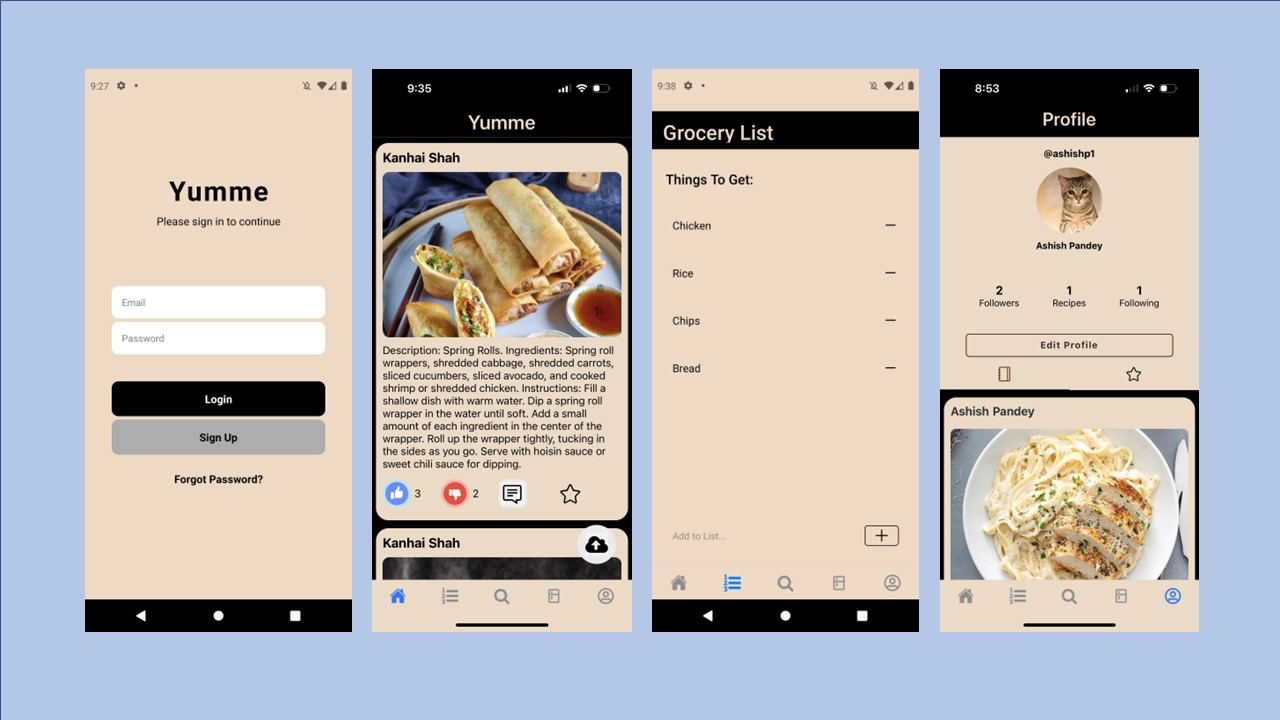 9:27
Yumme
Please sign in to continue
Email
Password
Login
Sign Up
Forgot Password?
9:35
Yumme
Kanhai Shah
Description: Spring Rolls. Ingredients: Spring roll
wrappers, shredded cabbage, shredded carrots,
sliced cucumbers, sliced avocado, and cooked
shrimp or shredded chicken. Instructions: Fill a
shallow dish with warm water. Dip a spring roll
wrapper in the water until soft. Add a small
amount of each ingredient in the center of the
wrapper. Roll up the wrapper tightly, tucking in
the sides as you go. Serve with hoisin sauce or
sweet chili sauce for dipping.
3 2
Kanhai Shah
9:38
Grocery List
Things To Get:
Chicken
Rice
Chips
Bread
Add to List...
8:53
Profile
@ashishp1
Ashish Pandey
2 1 1
Followers Recipes Following
Edit Profile
Ashish Pandey